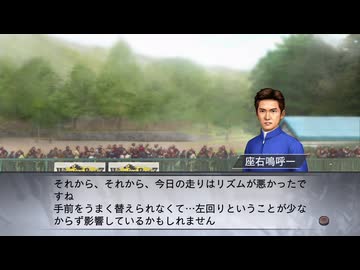 座右鳴呼一
それから、それから、今日の走りはリズムが悪かったで
すね
手前をうまく替えられなくて…左回りということが少な
からず影響しているかもしれません